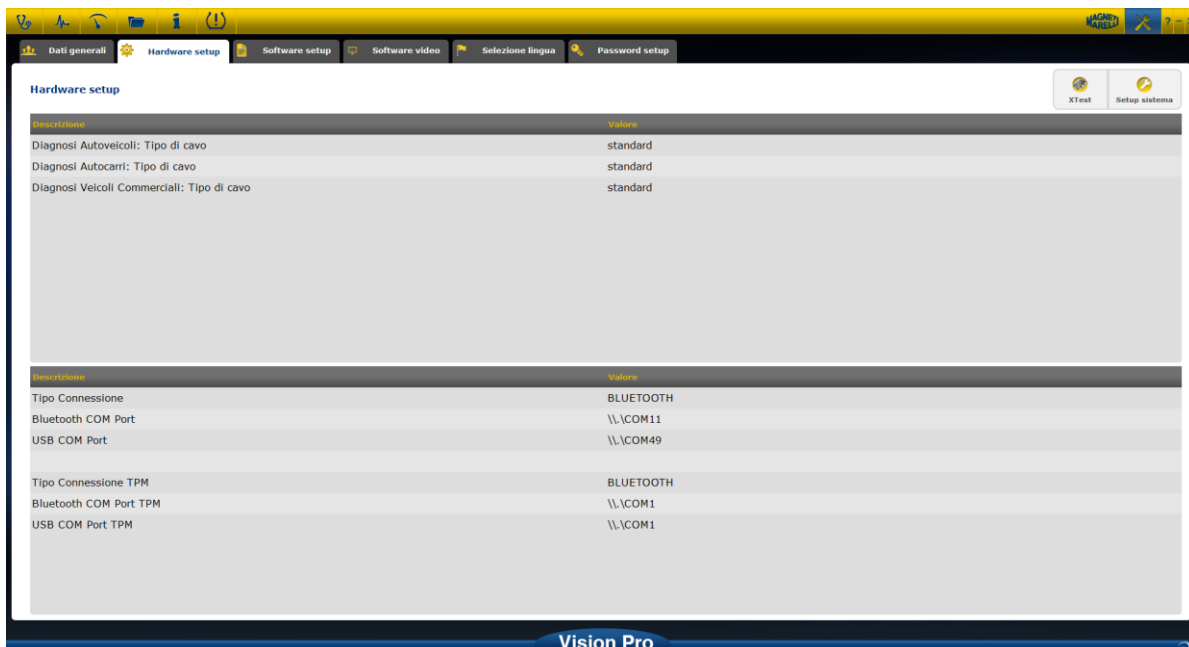 MAGNETI
MARELLI
?
Dati generali
Hardware setup
Software setup
Software video
Selezione lingua
Password setup
Hardware setup
XTest
Setup sistema
Descrizione Valore
Diagnosi Autoveicoli: Tipo di cavo standard
Diagnosi Autocarri: Tipo di cavo standard
Diagnosi Veicoli Commerciali: Tipo di cavo standard
Descrizione Valore
Tipo Connessione BLUETOOTH
Bluetooth COM Port \\.\COM11
USB COM Port \\.\COM49
Tipo Connessione TPM BLUETOOTH
Bluetooth COM Port TPM \\.\COM1
USB COM Port TPM \\.\COM1
Vision Pro